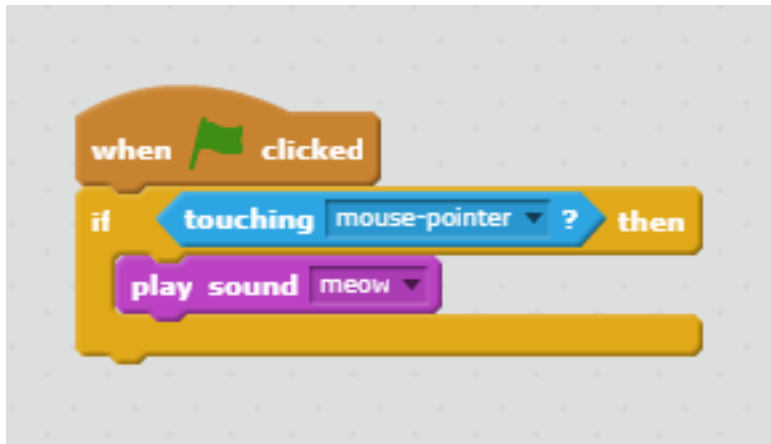 when clicked
if touching mouse-pointer ? then
play sound meow